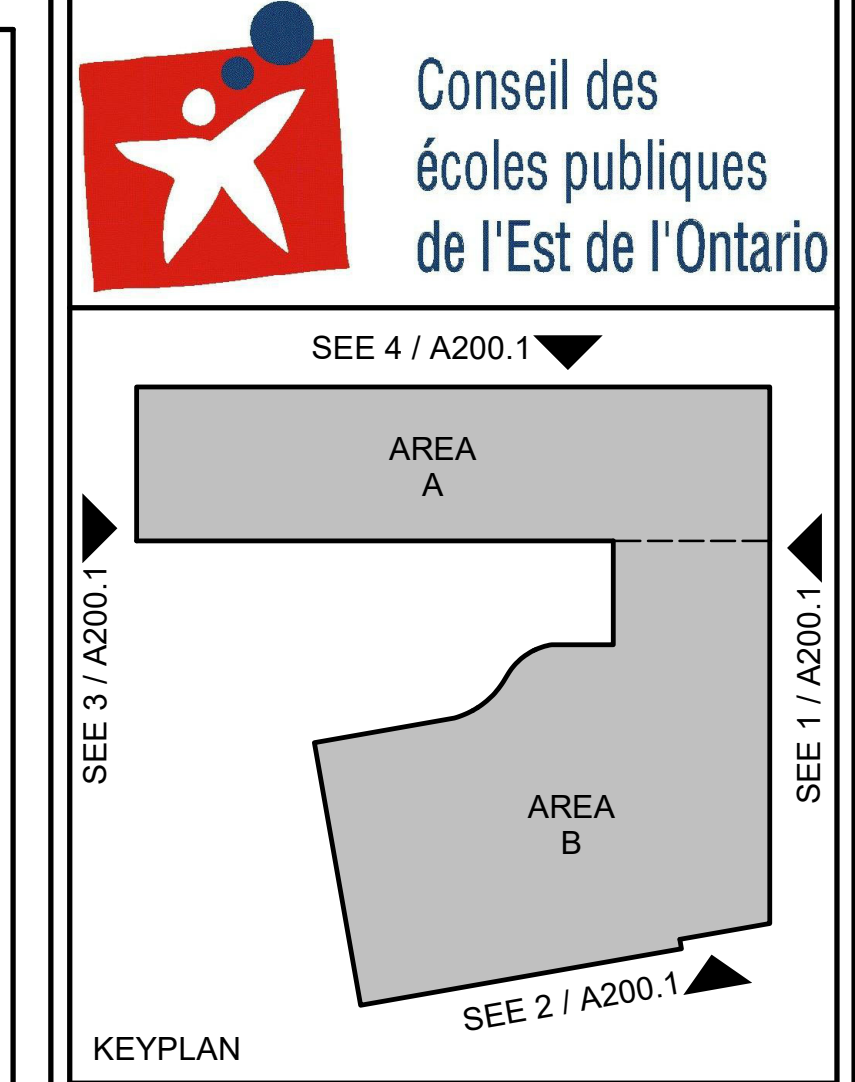 Conseil des
écoles publiques
de l'Est de l'Ontario
SEE 4 / A200.1
AREA
A
SEE 3 / A200.1
SEE 1 / A200.1
AREA
B
SEE 2 / A200.1
KEYPLAN